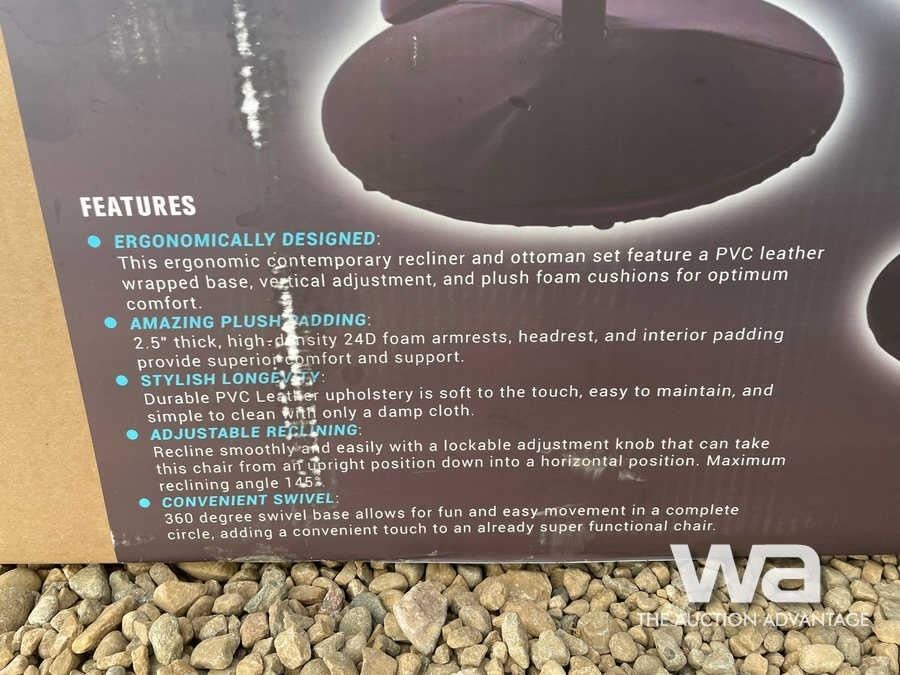 FEATURES
ERGONOMICALLY DESIGNED:
This ergonomic contemporary recliner and ottoman set feature a PVC leather
wrapped base, vertical adjustment, and plush foam cushions for optimum
comfort.
AMAZING PLUSH PADDING:
2.5" thick, high-density 24D foam armrests, headrest, and interior padding
provide superior comfort and support.
STYLISH LONGEVITY:
Durable PVC Leather upholstery is soft to the touch, easy to maintain, and
simple to clean with only a damp cloth.
ADJUSTABLE RECLINING:
Recline smoothly and easily with a lockable adjustment knob that can take
this chair from an upright position down into a horizontal position. Maximum
reclining angle 145°.
CONVENIENT SWIVEL:
360 degree swivel base allows for fun and easy movement in a complete
circle, adding a convenient touch to an already super functional chair.
wa
THE AUCTION ADVANTAGE